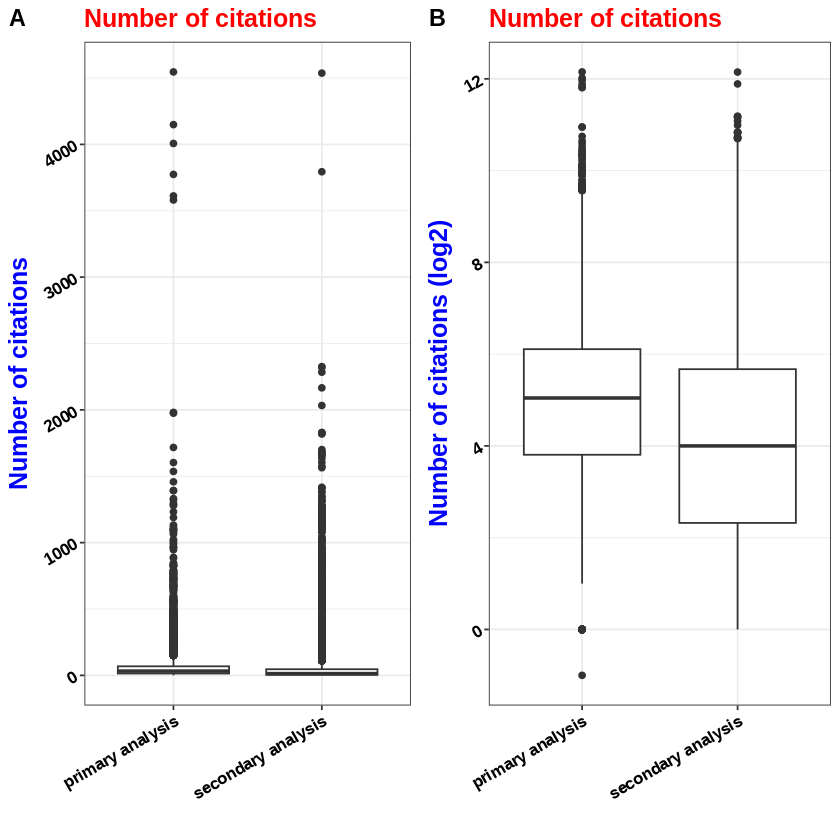 A
Number of citations
Number of citations
4000
3000
2000
1000
0
primary analysis
secondary analysis
B
Number of citations
Number of citations (log2)
12
8
4
0
primary analysis
secondary analysis